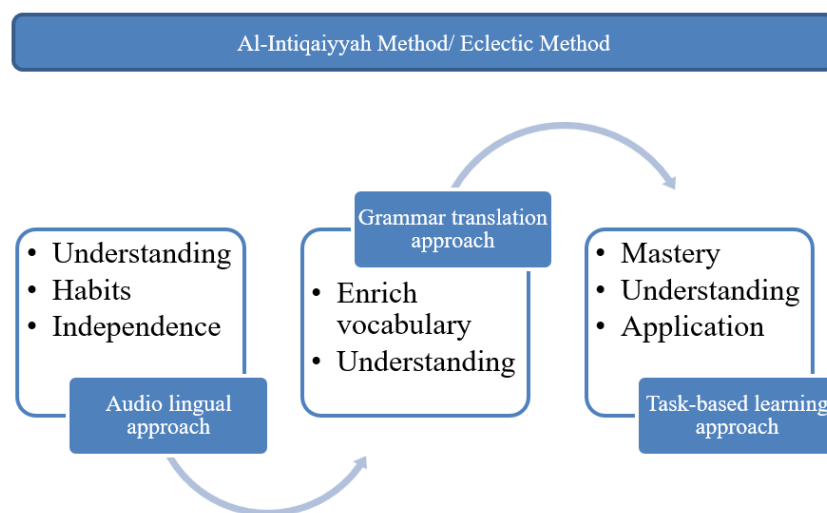 Al-Intiqaiyyah Method/ Eclectic Method
• Understanding
• Habits
• Independence
Audio lingual
approach
Grammar translation
approach
• Enrich
vocabulary
• Understanding
• Mastery
• Understanding
• Application
Task-based learning
approach